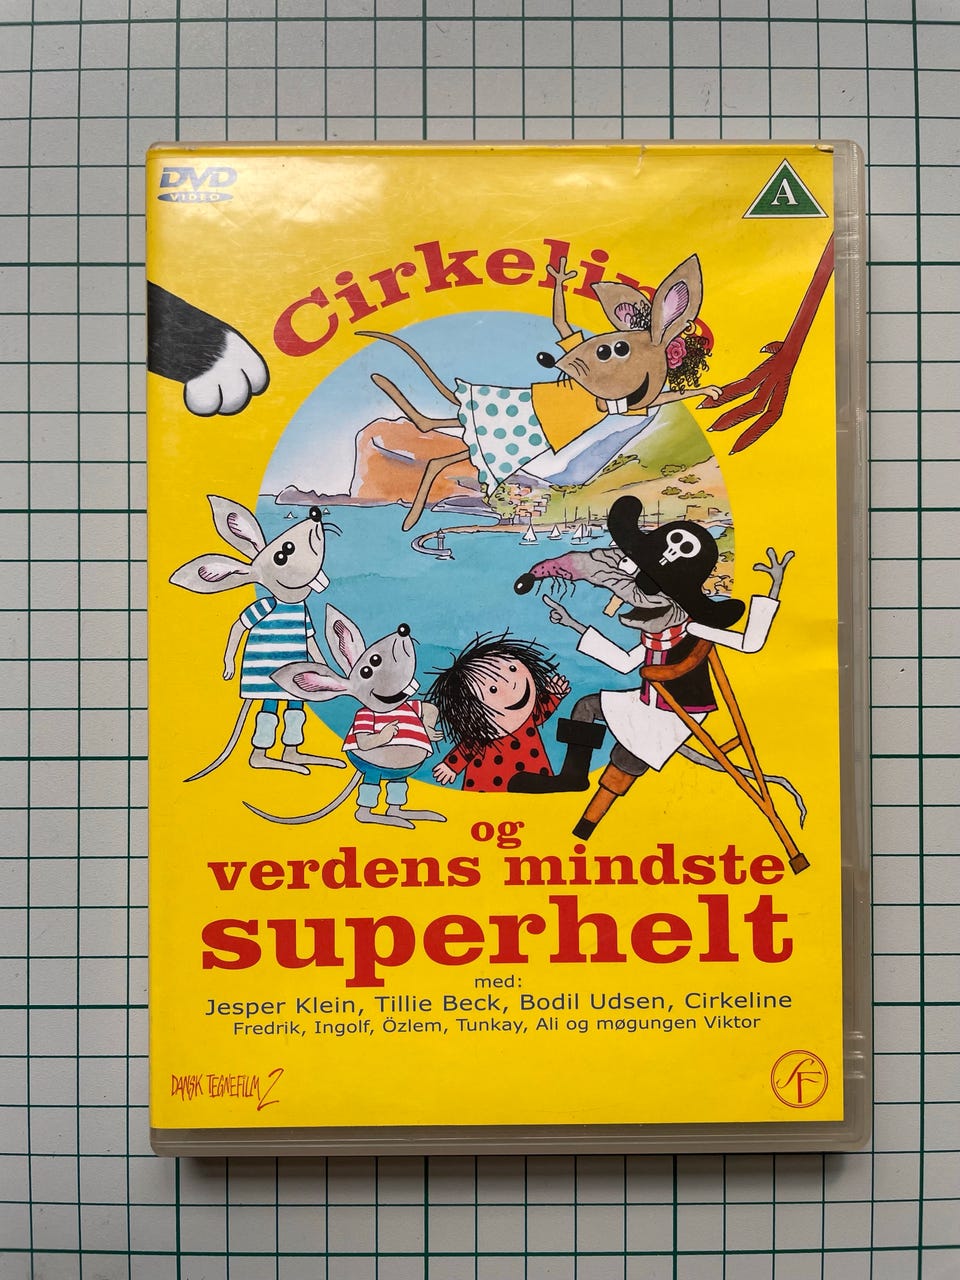 DVD
VIDEO
A
Cirkelin
og
verdens mindste
superhelt
med:
Jesper Klein, Tillie Beck, Bodil Udsen, Cirkeline
Fredrik, Ingolf, Özlem, Tunkay, Ali og møgungen Viktor
DANSK TEGNEFILM 2
SF